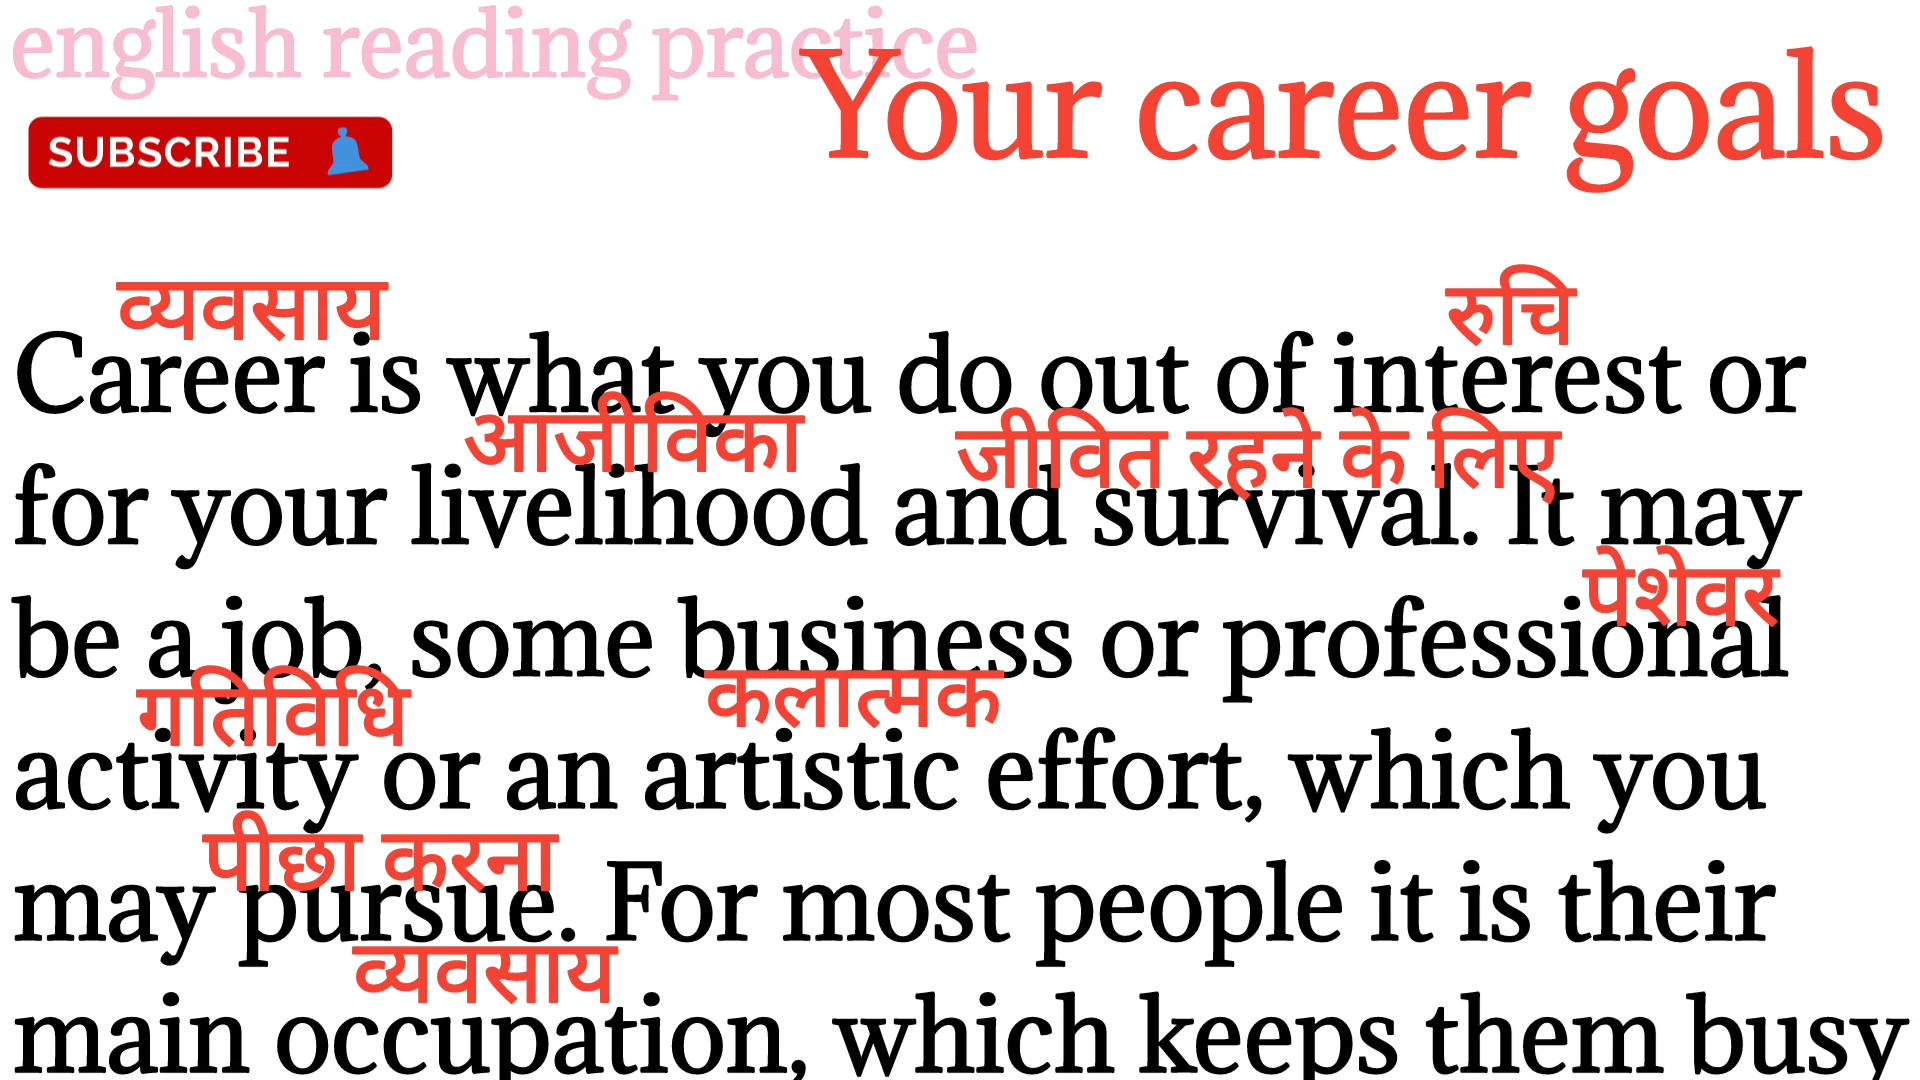 english reading practice
Your career goals
SUBSCRIBE
व्यवसाय रुचि
Career is what you do out of interest or
आजीविका जीवित रहने के लिए
for your livelihood and survival. It may
पेशेवर
be a job, some business or professional
गतिविधि कलात्मक
activity or an artistic effort, which you
पीछा करना
may pursue. For most people it is their
व्यवसाय
main occupation, which keeps them busy